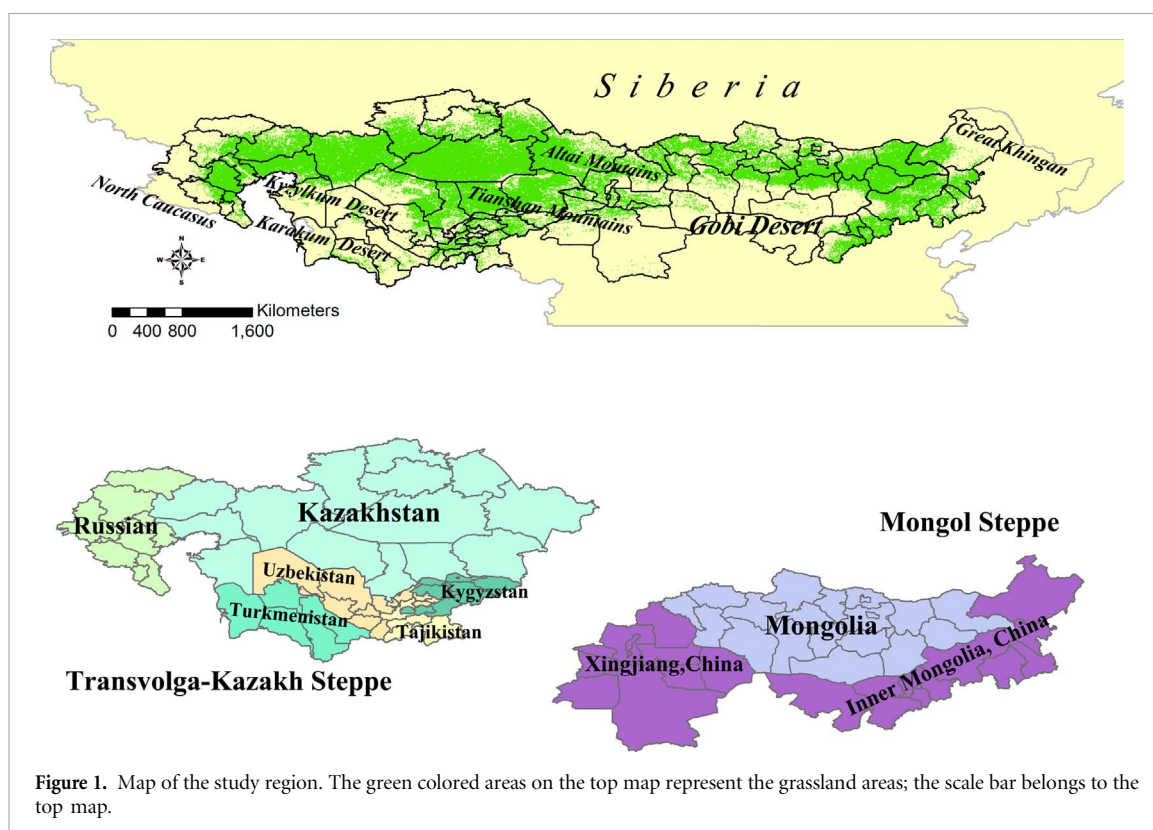 Siberia
Altai Moutains
Great Khingan
North Caucasus
Kyzylkum Desert
Karakum Desert
Tianshan Moutains
Gobi Desert
N
W E
S
Kilometers
0 400 800 1,600
Russian
Kazakhstan
Uzbekistan
Turkmenistan
Kygyzstan
Tajikistan
Transvolga-Kazakh Steppe
Mongol Steppe
Mongolia
Xingjiang,China
Inner Mongolia, China
Figure 1. Map of the study region. The green colored areas on the top map represent the grassland areas; the scale bar belongs to the
top map.